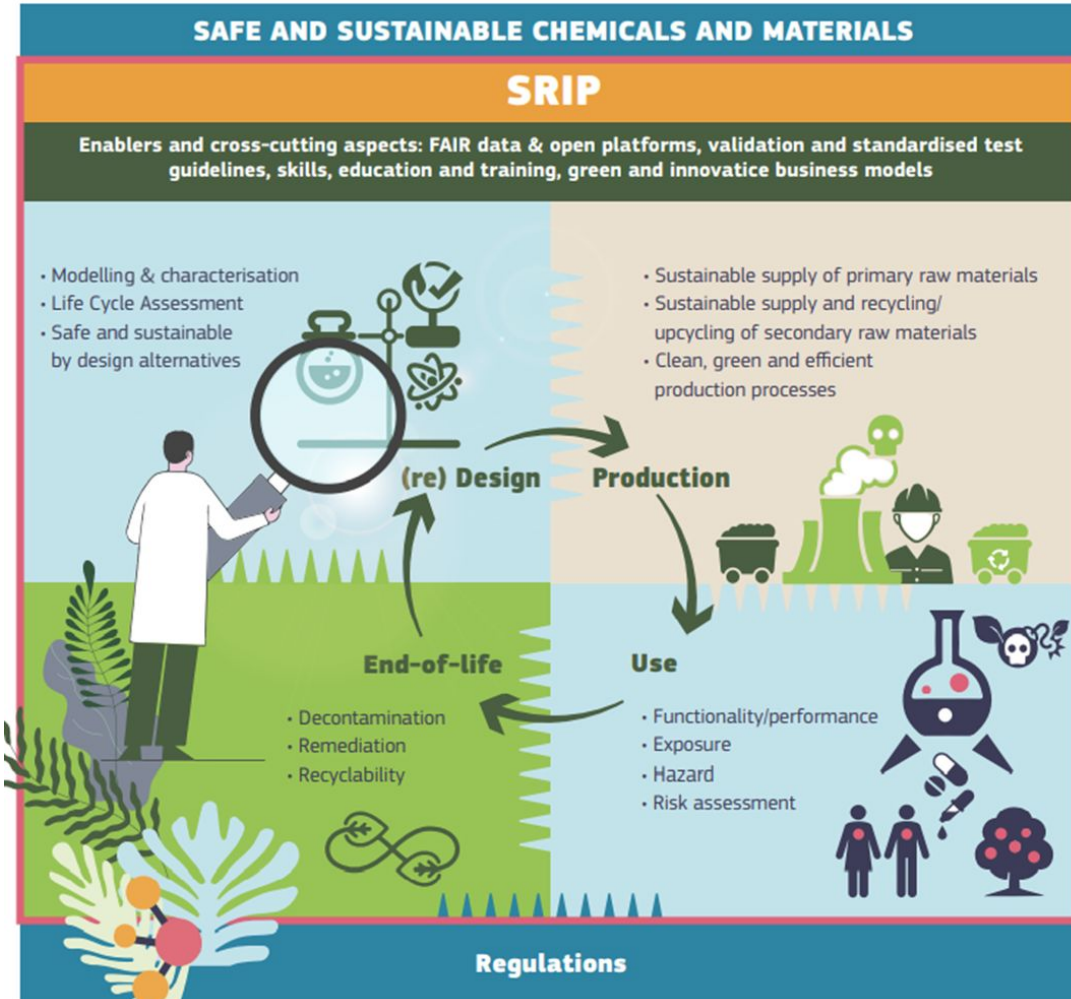 SAFE AND SUSTAINABLE CHEMICALS AND MATERIALS
SRIP
Enablers and cross-cutting aspects: FAIR data & open platforms, validation and standardised test
guidelines, skills, education and training, green and innovatice business models
• Modelling & characterisation
• Life Cycle Assessment
• Safe and sustainable
by design alternatives
• Sustainable supply of primary raw materials
• Sustainable supply and recycling/
upcycling of secondary raw materials
• Clean, green and efficient
production processes
(re) Design
Production
End-of-life
Use
• Decontamination
• Remediation
• Recyclability
• Functionality/performance
• Exposure
• Hazard
• Risk assessment
Regulations